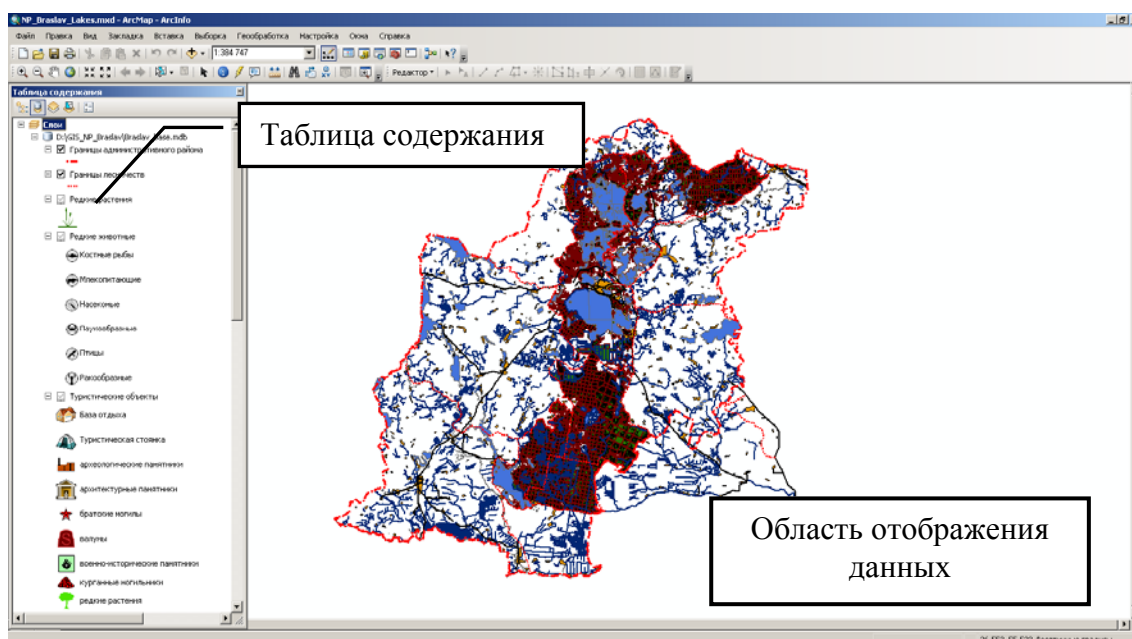 NP_Braslav_Lakes.mxd - ArcMap - ArcInfo
Файл Правка Вид Закладка Вставка Выборка Геообработка Настройка Окна Справка
1:384 747
Редактор
Таблица содержания
Слои
D:\GIS_NP_Braslav\Braslav_Base.mdb
Границы административного района
Границы лесничеств
Редкие растения
Редкие животные
Костные рыбы
Млекопитающие
Насекомые
Паукообразные
Птицы
Ракообразные
Туристические объекты
База отдыха
Туристическая стоянка
археологические памятники
архитектурные памятники
братские могилы
валуны
военно-исторические памятники
курганные могильники
редкие растения
Таблица содержания
Область отображения
данных